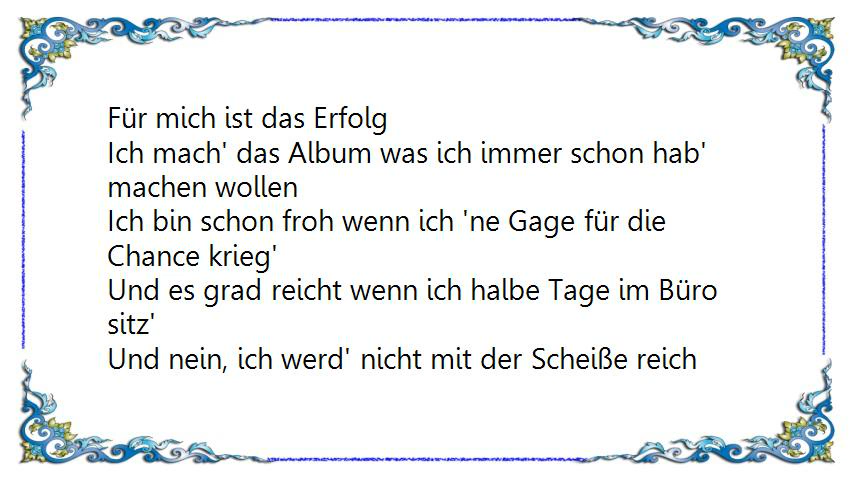 Für mich ist das Erfolg
Ich mach' das Album was ich immer schon hab'
machen wollen
Ich bin schon froh wenn ich 'ne Gage für die
Chance krieg'
Und es grad reicht wenn ich halbe Tage im Büro
sitz'
Und nein, ich werd' nicht mit der Scheiße reich